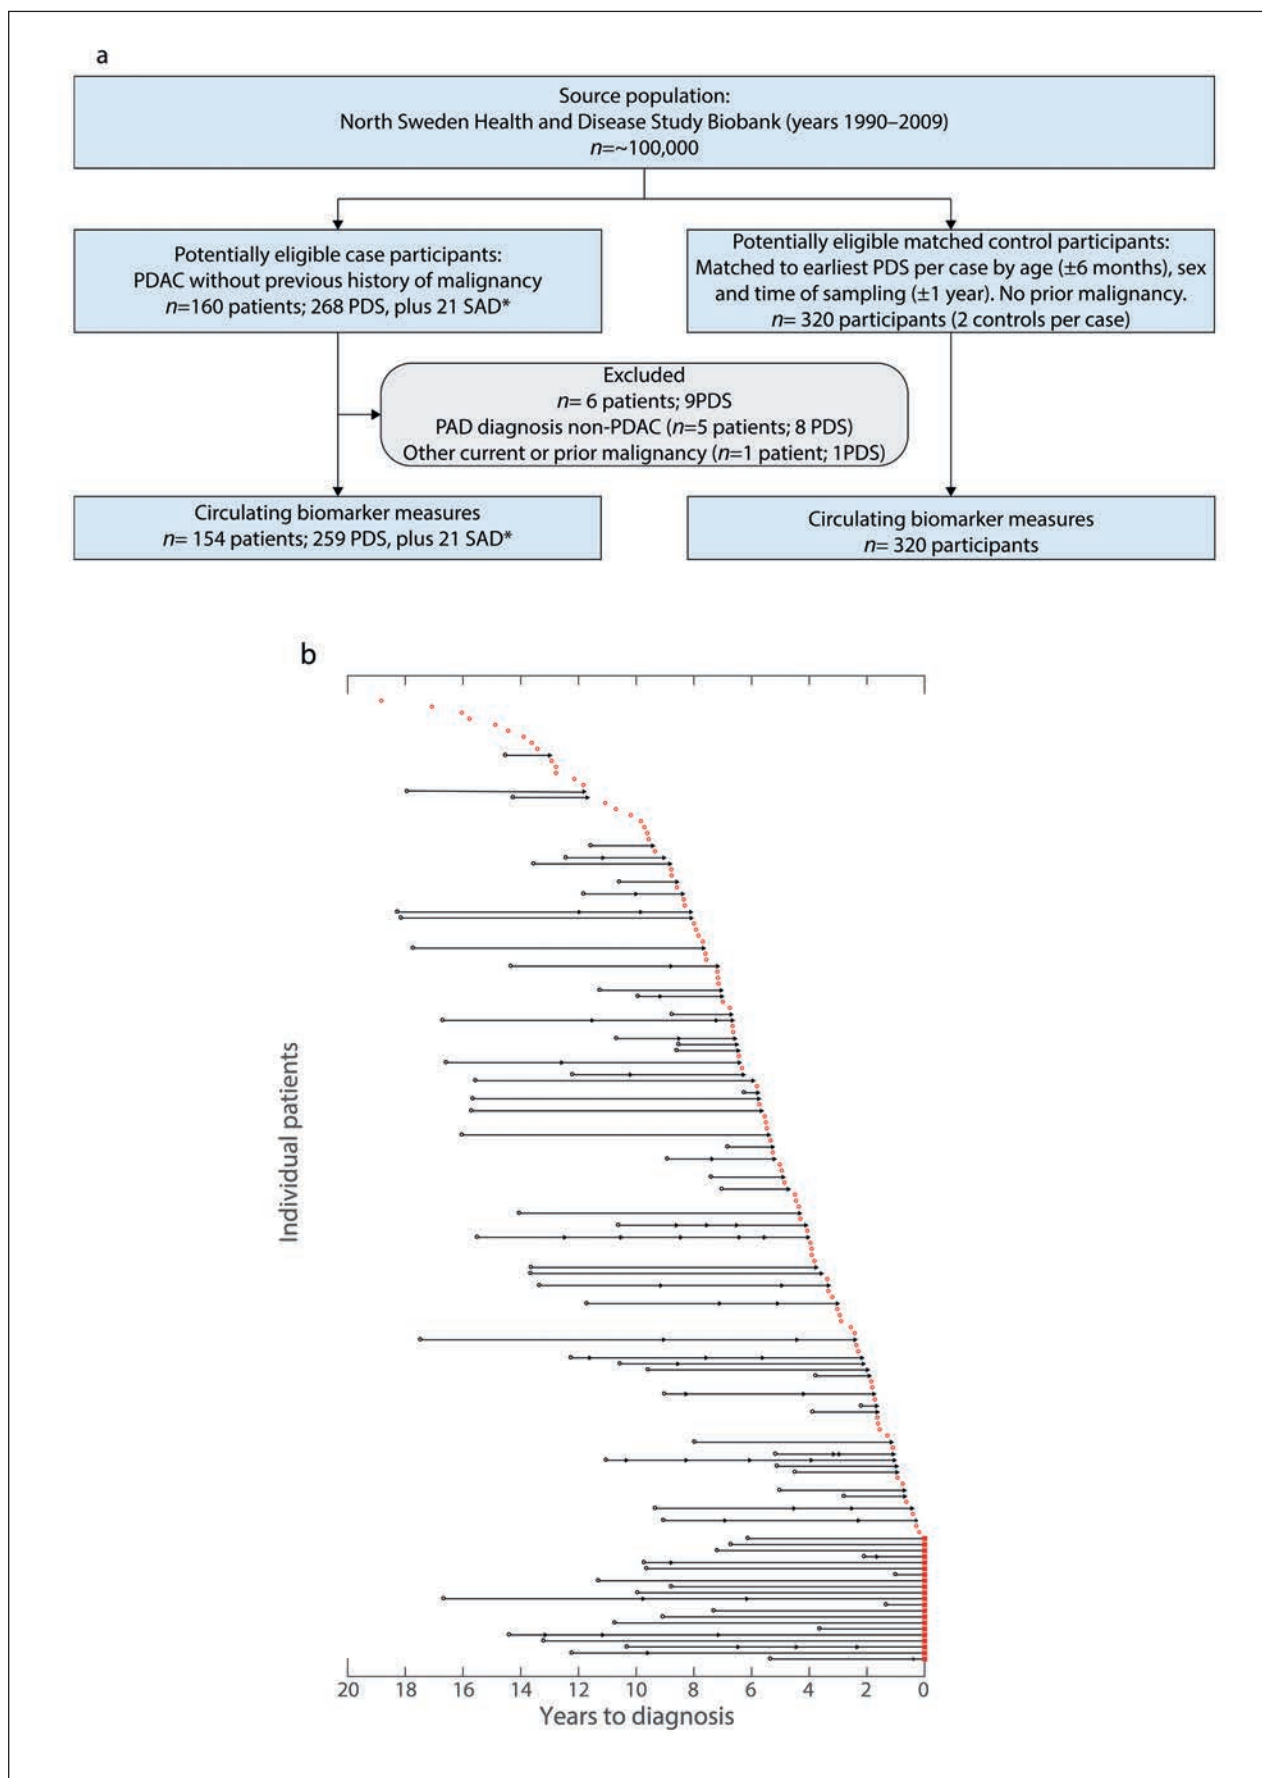 a
Source population:
North Sweden Health and Disease Study Biobank (years 1990–2009)
n=~100,000
Potentially eligible case participants:
PDAC without previous history of malignancy
n=160 patients; 268 PDS, plus 21 SAD*
Potentially eligible matched control participants:
Matched to earliest PDS per case by age (±6 months), sex
and time of sampling (±1 year). No prior malignancy.
n= 320 participants (2 controls per case)
Excluded
n= 6 patients; 9PDS
PAD diagnosis non-PDAC (n=5 patients; 8 PDS)
Other current or prior malignancy (n=1 patient; 1PDS)
Circulating biomarker measures
n= 154 patients; 259 PDS, plus 21 SAD*
Circulating biomarker measures
n= 320 participants
b
Individual patients
20 18 16 14 12 10 8 6 4 2 0
Years to diagnosis